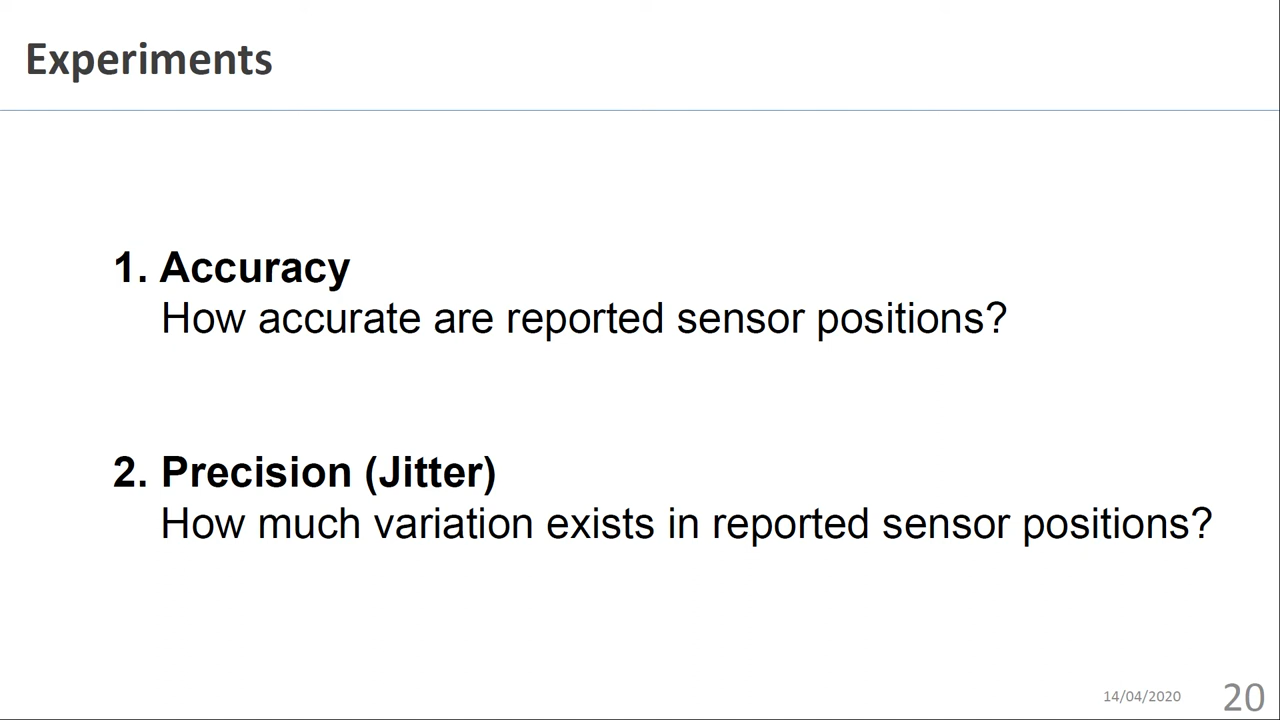 Experiments
1. Accuracy
How accurate are reported sensor positions?
2. Precision (Jitter)
How much variation exists in reported sensor positions?
14/04/2020 20